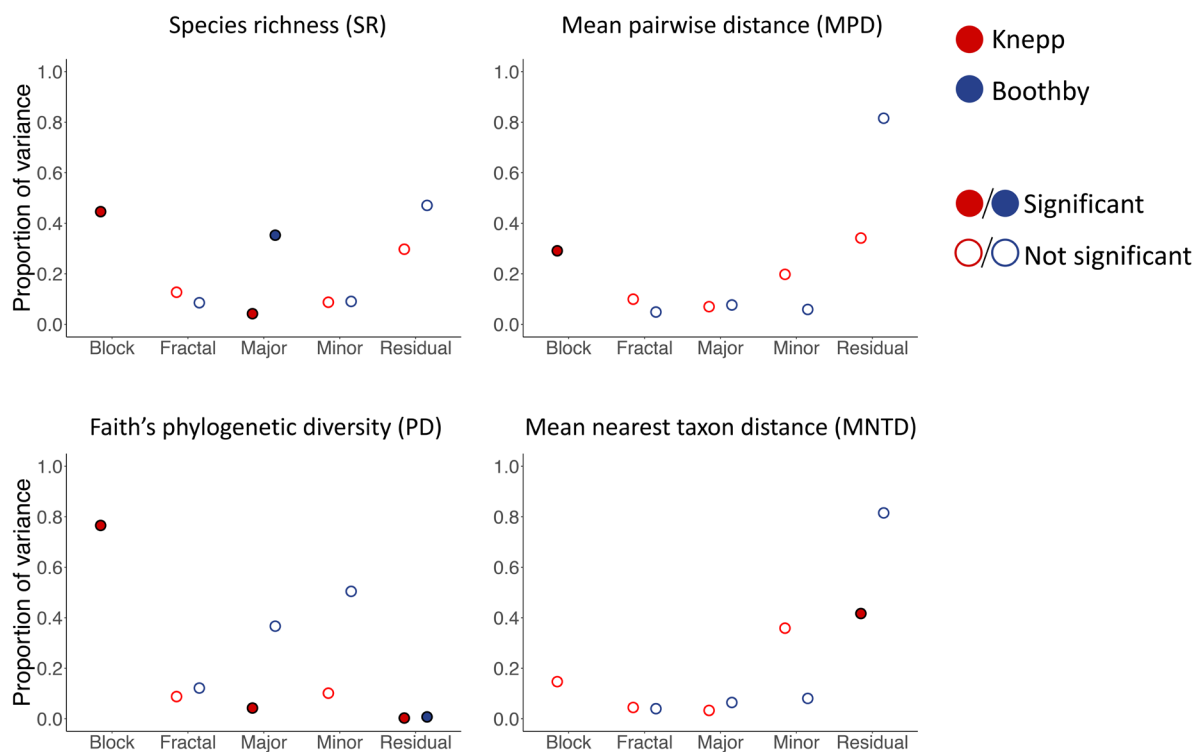 Species richness (SR)
Mean pairwise distance (MPD)
Knepp
Boothby
Significant
Not significant
Proportion of variance
1.0
0.8
0.6
0.4
0.2
0.0
Block Fractal Major Minor Residual
1.0
0.8
0.6
0.4
0.2
0.0
Block Fractal Major Minor Residual
Faith's phylogenetic diversity (PD)
Mean nearest taxon distance (MNTD)
Proportion of variance
1.0
0.8
0.6
0.4
0.2
0.0
Block Fractal Major Minor Residual
1.0
0.8
0.6
0.4
0.2
0.0
Block Fractal Major Minor Residual